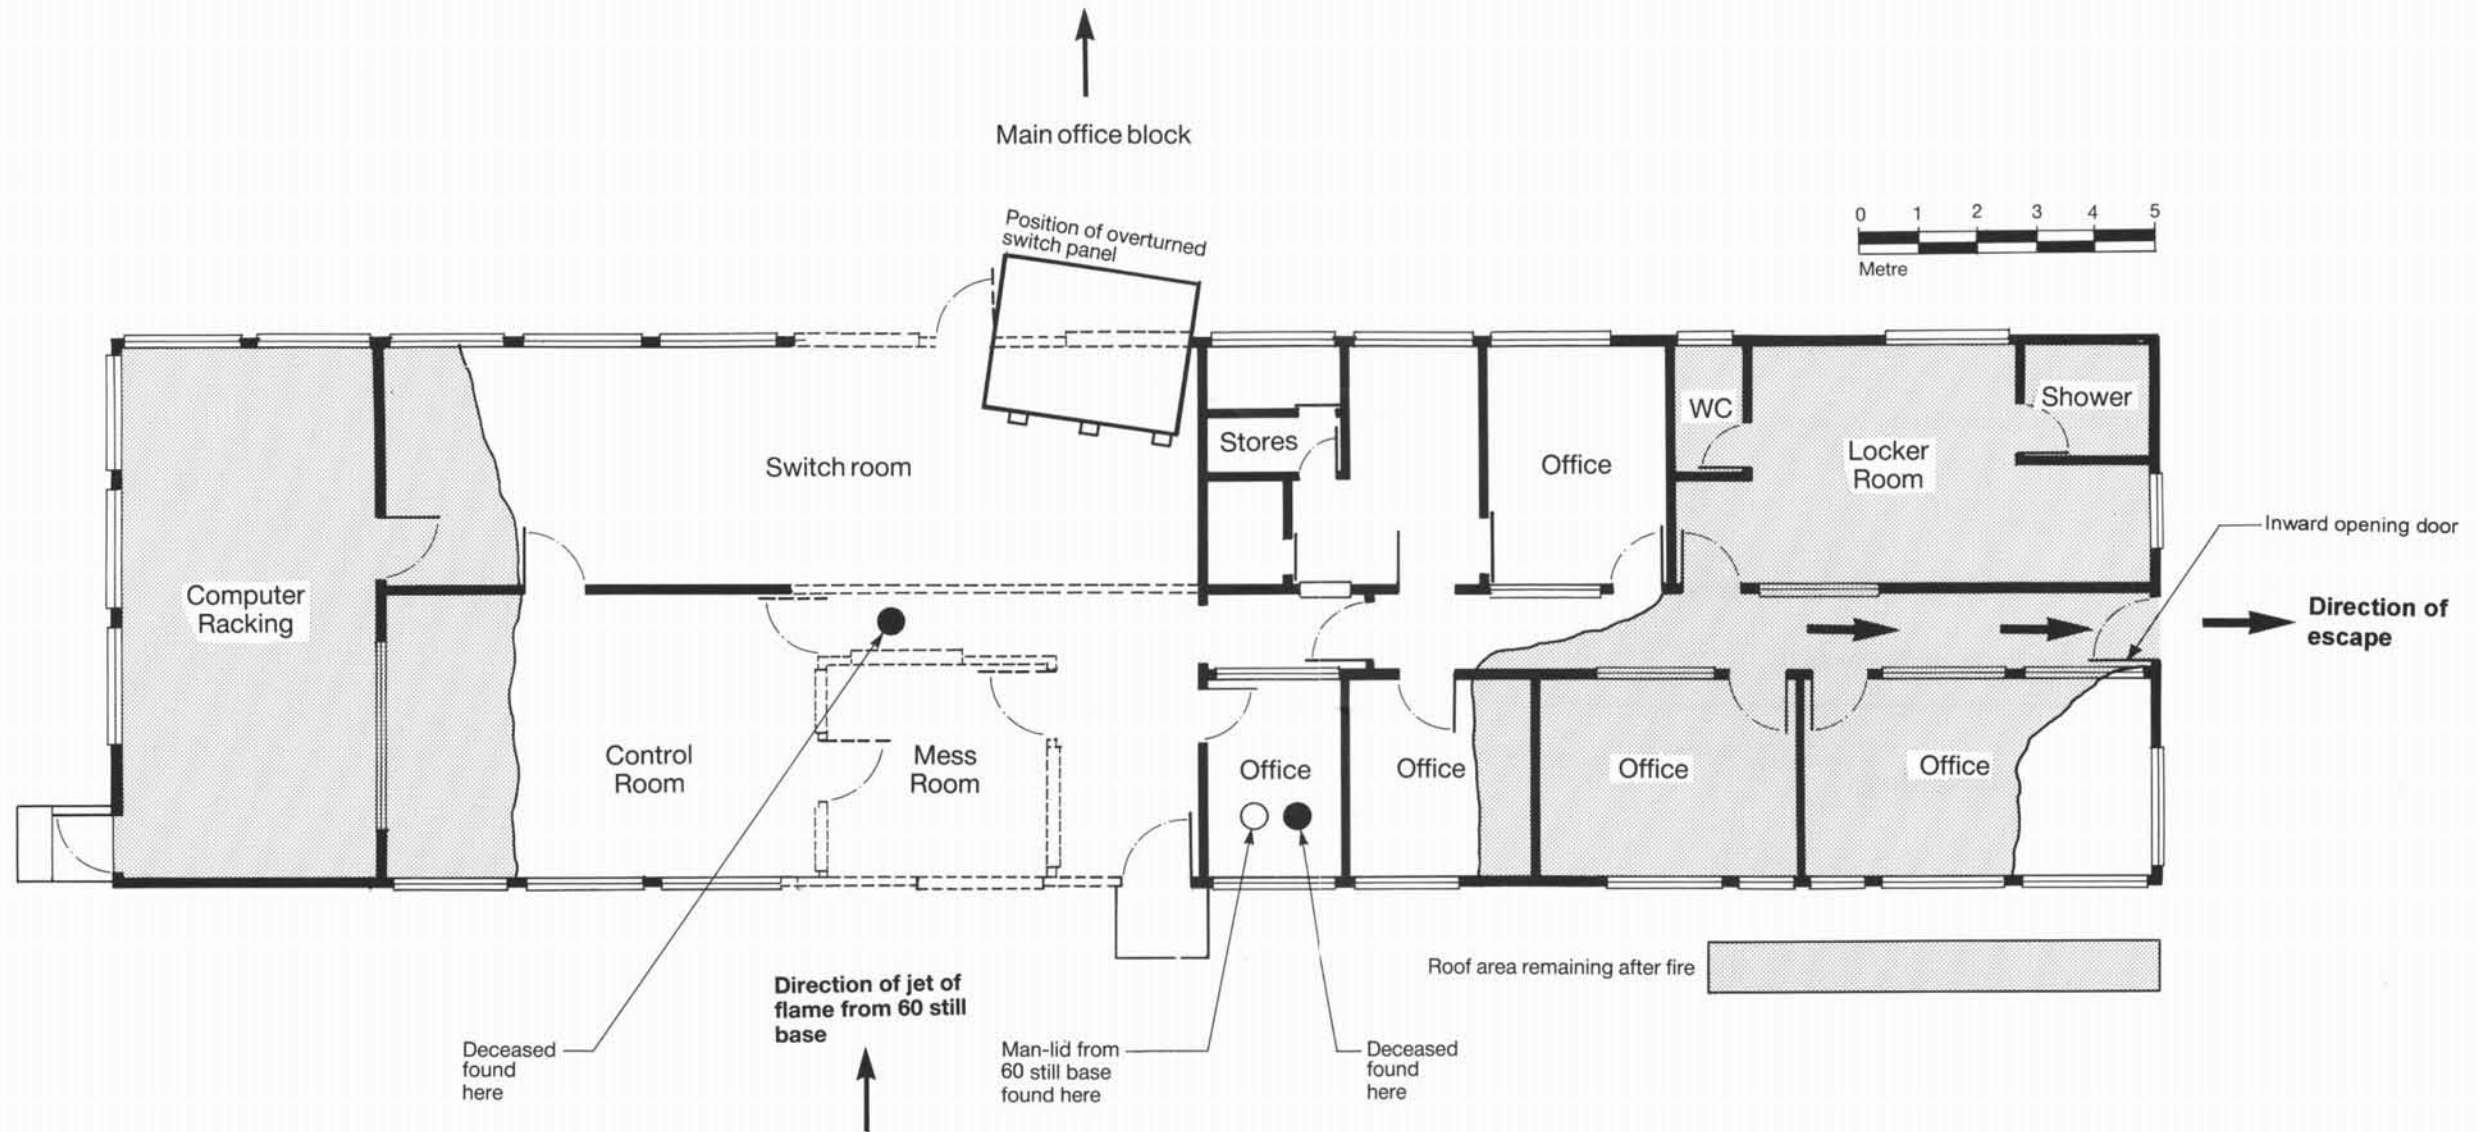 Main office block
Position of overturned
switch panel
0 1 2 3 4 5
Metre
WC
Shower
Stores
Switch room
Office
Locker
Room
Inward opening door
Computer
Racking
Direction of
escape
Control
Room
Mess
Room
Office
Office
Office
Office
Roof area remaining after fire
Direction of jet of
flame from 60 still
base
Deceased
found
here
Man-lid from
60 still base
found here
Deceased
found
here